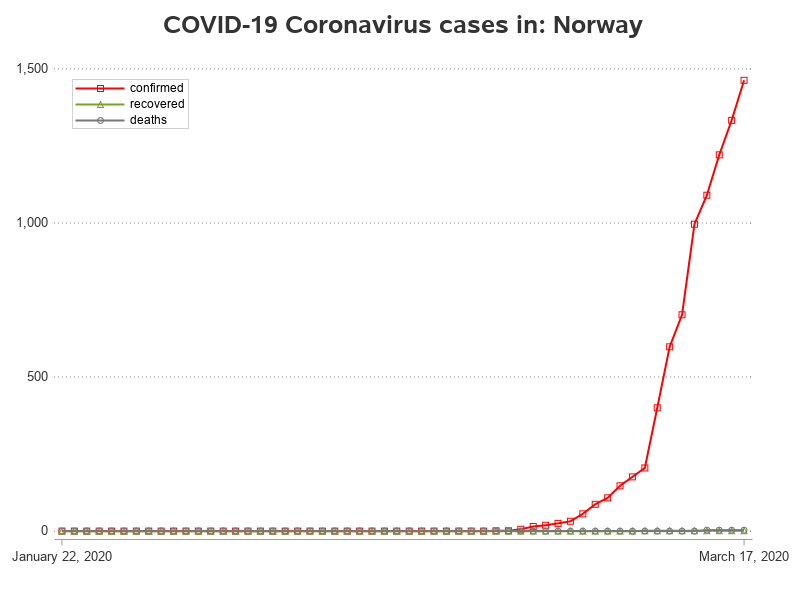 COVID-19 Coronavirus cases in: Norway
1,500
confirmed
recovered
deaths
1,000
500
0
January 22, 2020
March 17, 2020